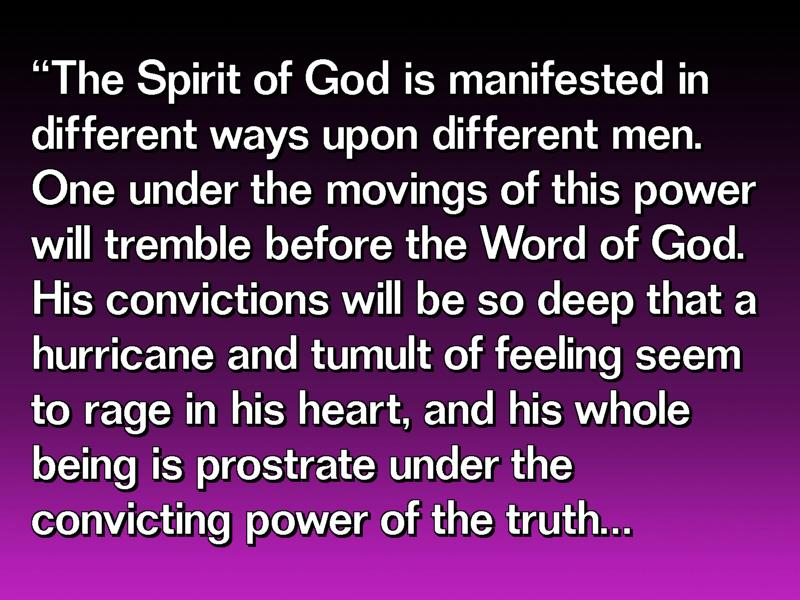 “The Spirit of God is manifested in
different ways upon different men.
One under the movings of this power
will tremble before the Word of God.
His convictions will be so deep that a
hurricane and tumult of feeling seem
to rage in his heart, and his whole
being is prostrate under the
convicting power of the truth...